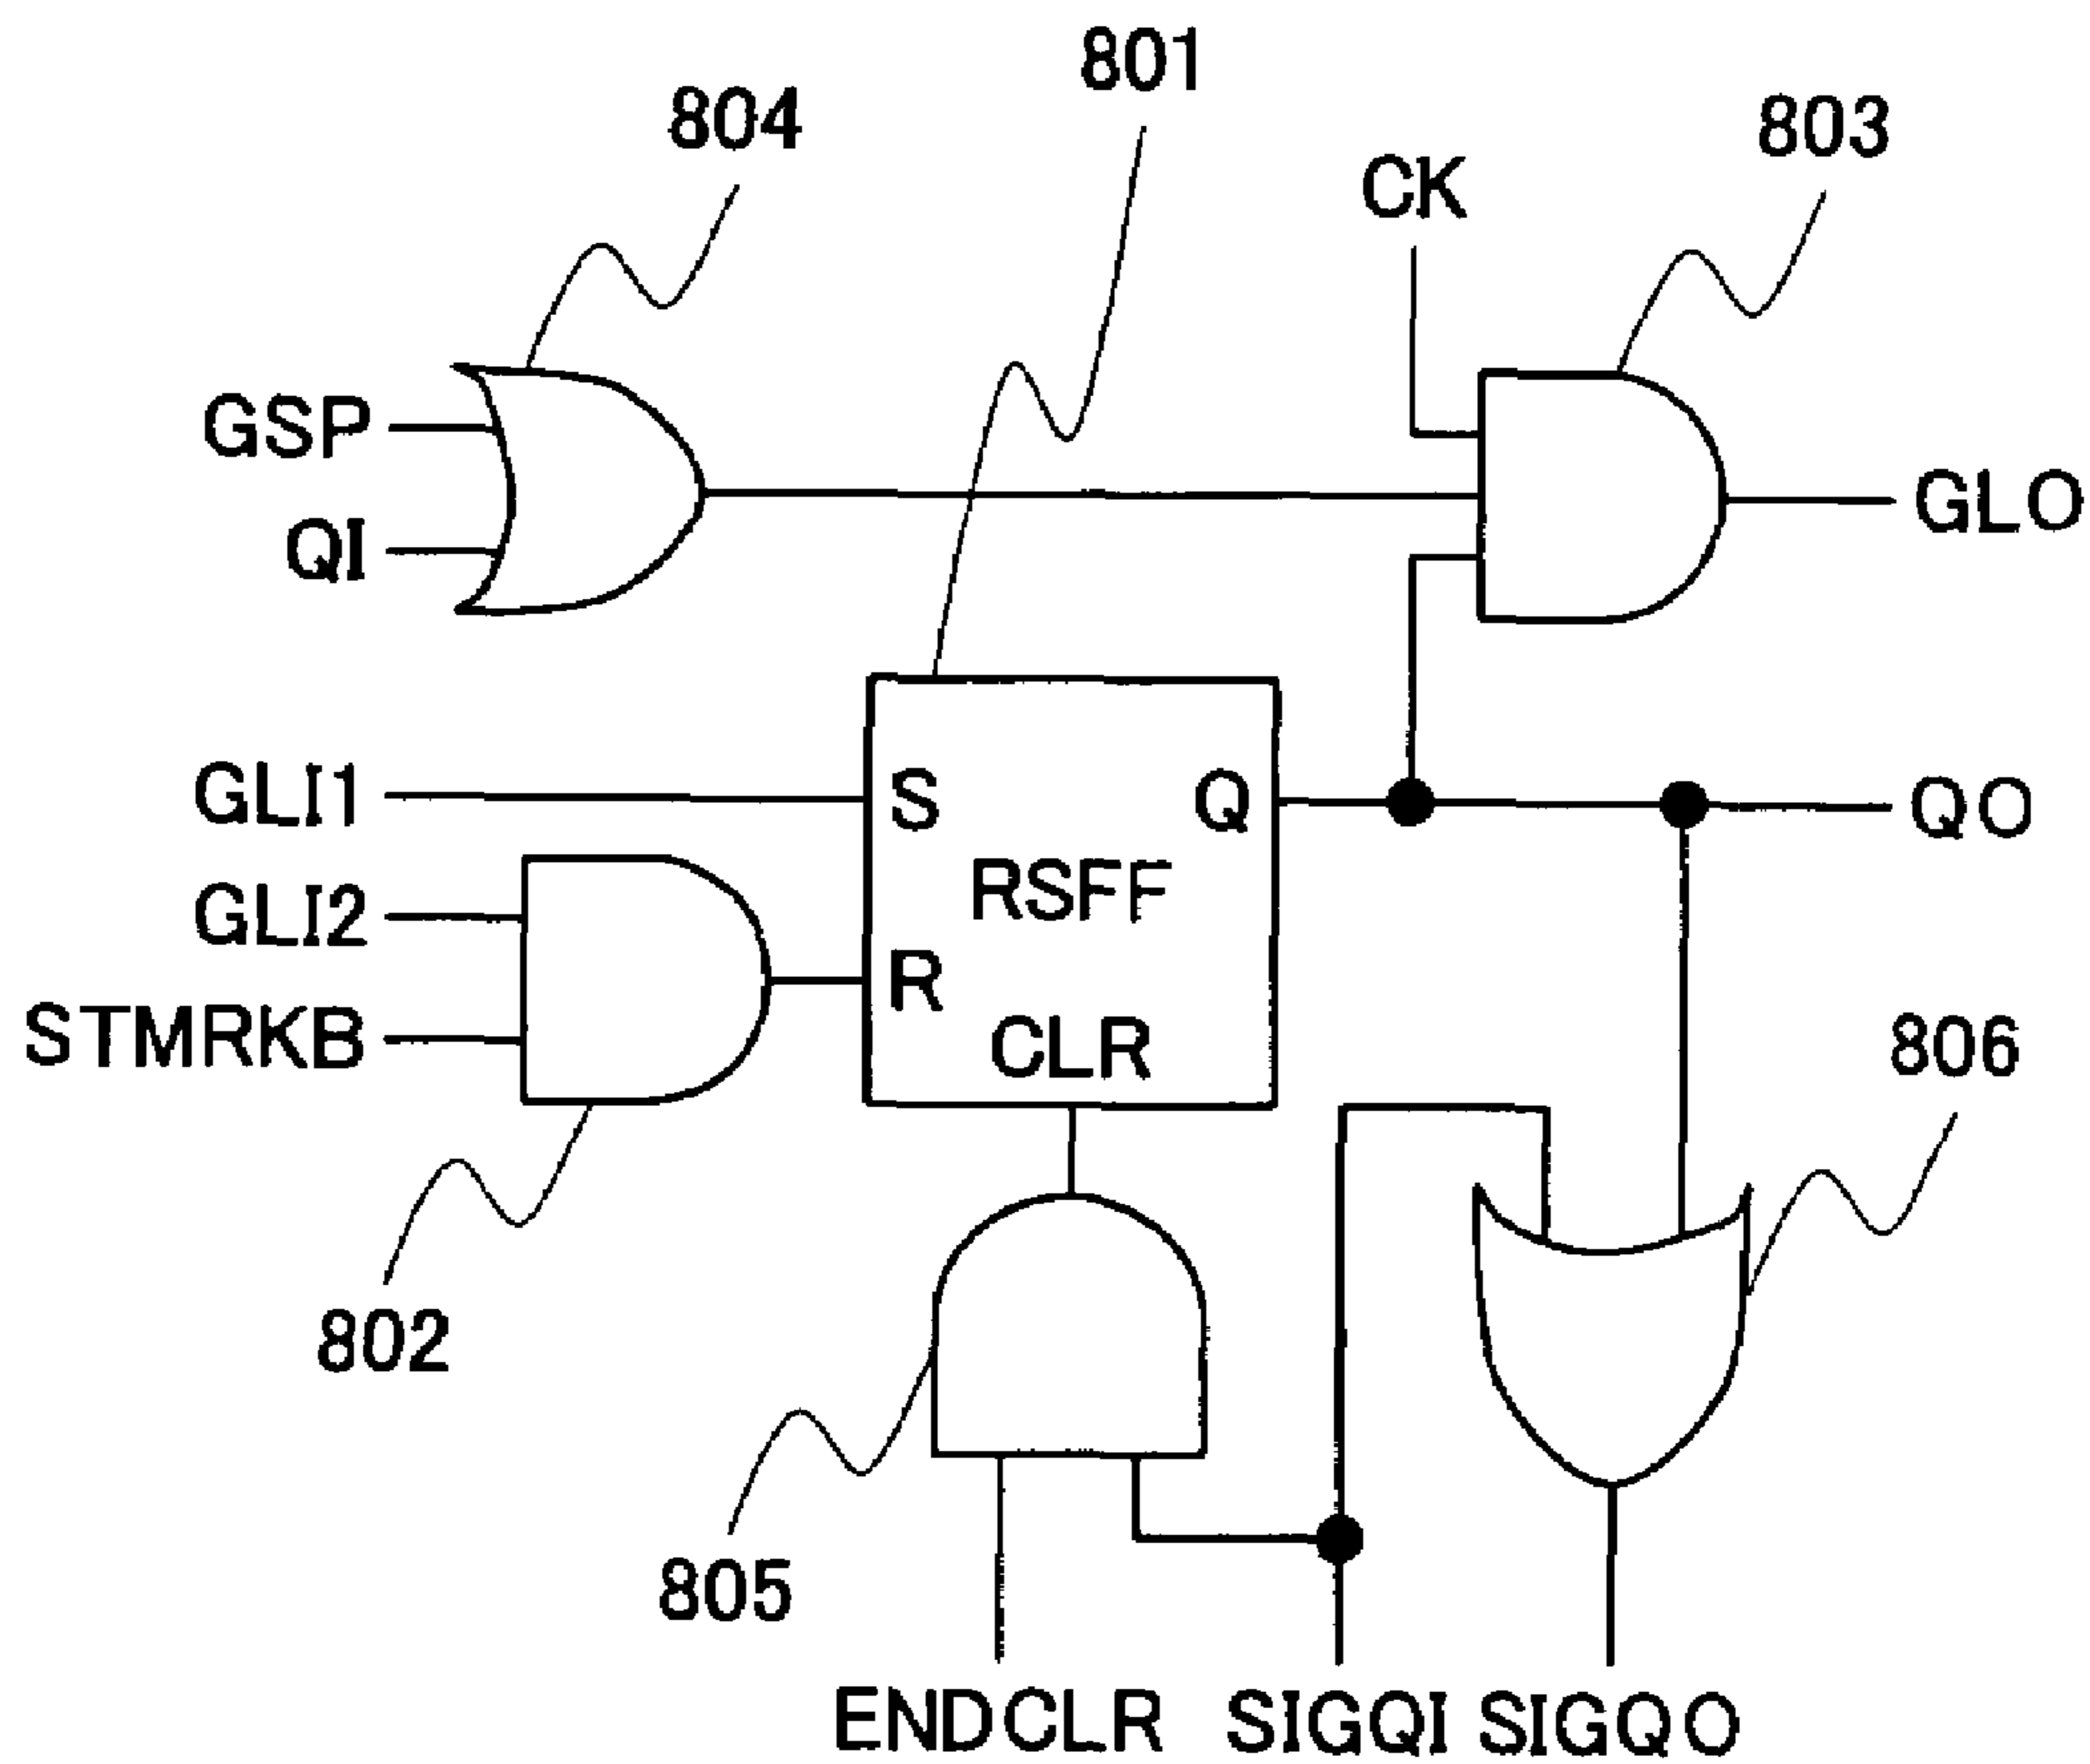 801
804
803
CK
GSP
GLO
QI
GLI1
S
Q
QO
RSFF
GLI2
R
STMRKB
CLR
806
802
805
ENDCLR
SIGQI
SIGQO